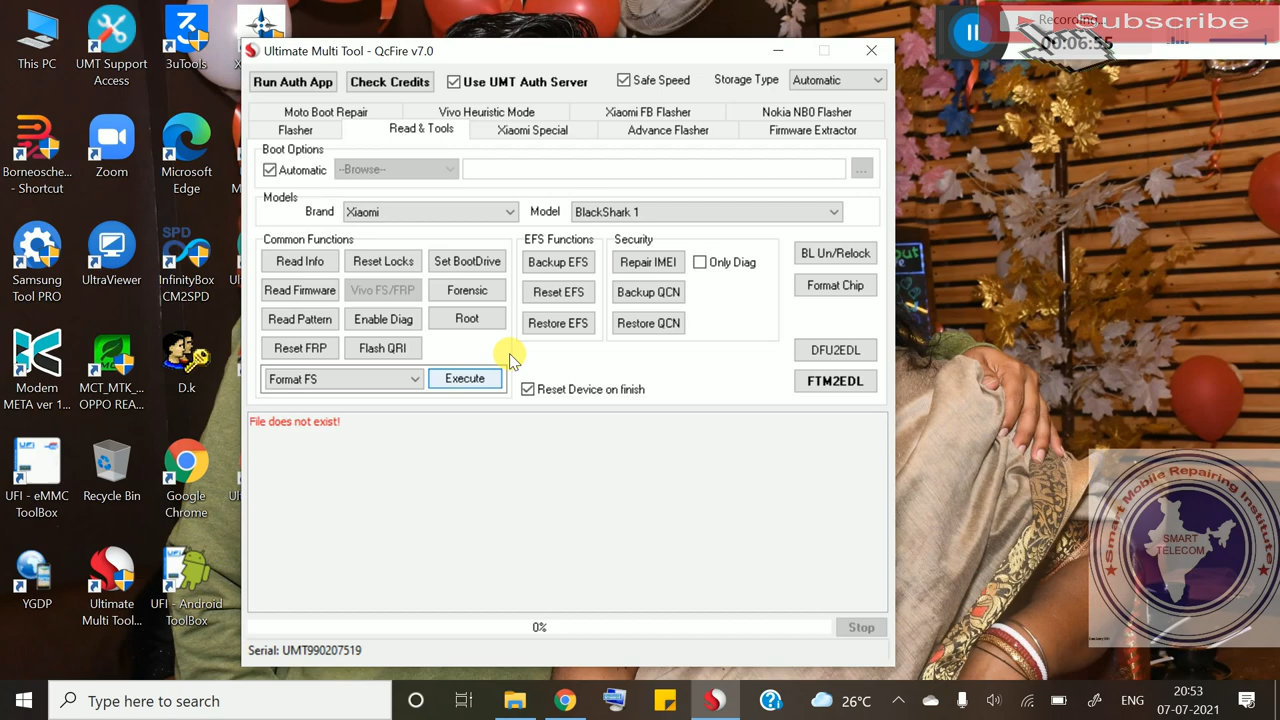 This PC
UMT Support
Access
3uTools
X
Recording...
Subscribe
00:06:55
Borneosche...
- Shortcut
Zoom
Microsoft
Edge
W
Samsung
Tool PRO
UltraViewer
SPD
InfinityBox
CM2SPD
Ul
Modem
META ver 1...
MCT_MTK_...
OPPO REA...
D.k
UFI
UFI - eMMC
ToolBox
Recycle Bin
Google
Chrome
Ul
YGDP
Ultimate
Multi Tool...
UFI
UFI - Android
ToolBox
Ultimate Multi Tool - QcFire v7.0
Run Auth App
Check Credits
Use UMT Auth Server
Safe Speed
Storage Type
Automatic
Moto Boot Repair
Vivo Heuristic Mode
Xiaomi FB Flasher
Nokia NB0 Flasher
Flasher
Read & Tools
Xiaomi Special
Advance Flasher
Firmware Extractor
Boot Options
Automatic
--Browse--
...
Models
Brand
Xiaomi
Model
BlackShark 1
Common Functions
EFS Functions
Security
Read Info
Reset Locks
Set BootDrive
Backup EFS
Repair IMEI
Only Diag
BL Un/Relock
Read Firmware
Vivo FS/FRP
Forensic
Reset EFS
Backup QCN
Format Chip
Read Pattern
Enable Diag
Root
Restore EFS
Restore QCN
Reset FRP
Flash QRI
DFU2EDL
Format FS
Execute
Reset Device on finish
FTM2EDL
File does not exist!
0%
Stop
Serial: UMT990207519
out
Smart Mobile Repairing Institute
SMART
TELECOM
Type here to search
26°C
ENG
20:53
07-07-2021